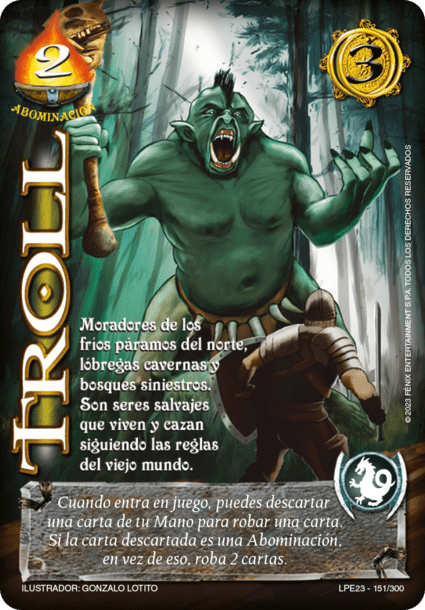 2
ABOMINACIÓN
3
TROLL
Moradores de los
fríos páramos del norte,
lóbregas cavernas y
bosques siniestros.
Son seres salvajes
que viven y cazan
siguiendo las reglas
del viejo mundo.
Cuando entra en juego, puedes descartar
una carta de tu Mano para robar una carta.
Si la carta descartada es una Abominación,
en vez de eso, roba 2 cartas.
ILUSTRADOR: GONZALO LOTITO
LPE23 - 151/300
© 2023 FÉNIX ENTERTAINMENT S.P.A. TODOS LOS DERECHOS RESERVADOS